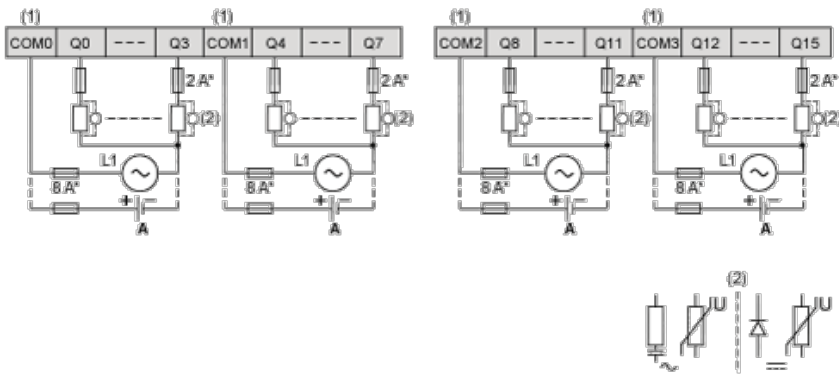 (1) (1) (1) (1)
COM0 Q0 --- Q3 COM1 Q4 --- Q7 COM2 Q8 --- Q11 COM3 Q12 --- Q15
2 A* 2 A* 2 A* 2 A*
(2) (2) (2) (2)
L1 L1 L1 L1
8 A* 8 A* 8 A* 8 A*
+ + + +
A A A A
(2)
U U